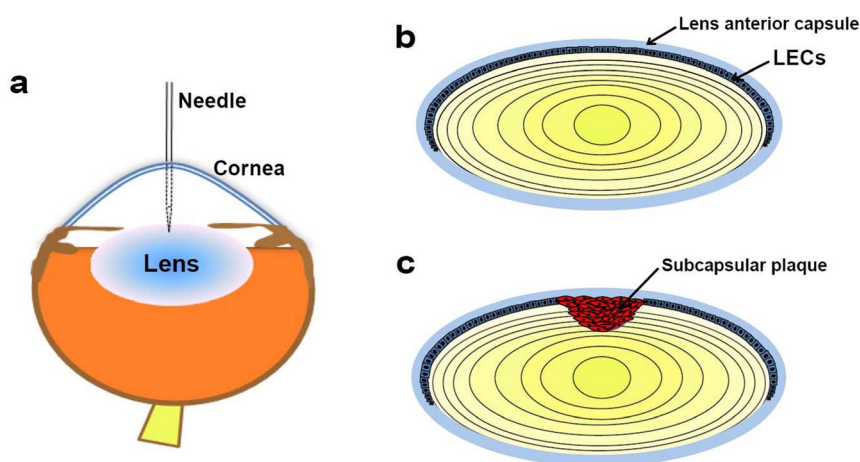 a
Needle
Cornea
Lens
b
Lens anterior capsule
LECs
c
Subcapsular plaque